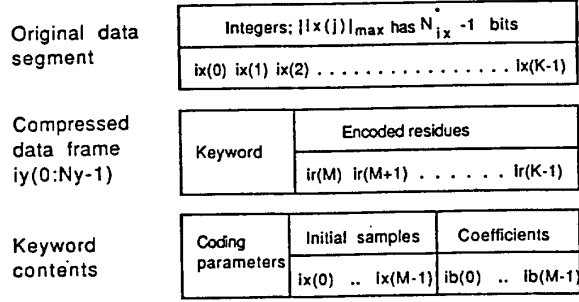 Original data segment
Integers; |ix(j)|max has N*ix -1 bits
ix(0) ix(1) ix(2) . . . . . . . . . . . . . . . . ix(K-1)
Compressed data frame iy(0:Ny-1)
Keyword
Encoded residues
ir(M) ir(M+1) . . . . . . ir(K-1)
Keyword contents
Coding parameters
Initial samples
Coefficients
ix(0) .. ix(M-1)
ib(0) .. ib(M-1)